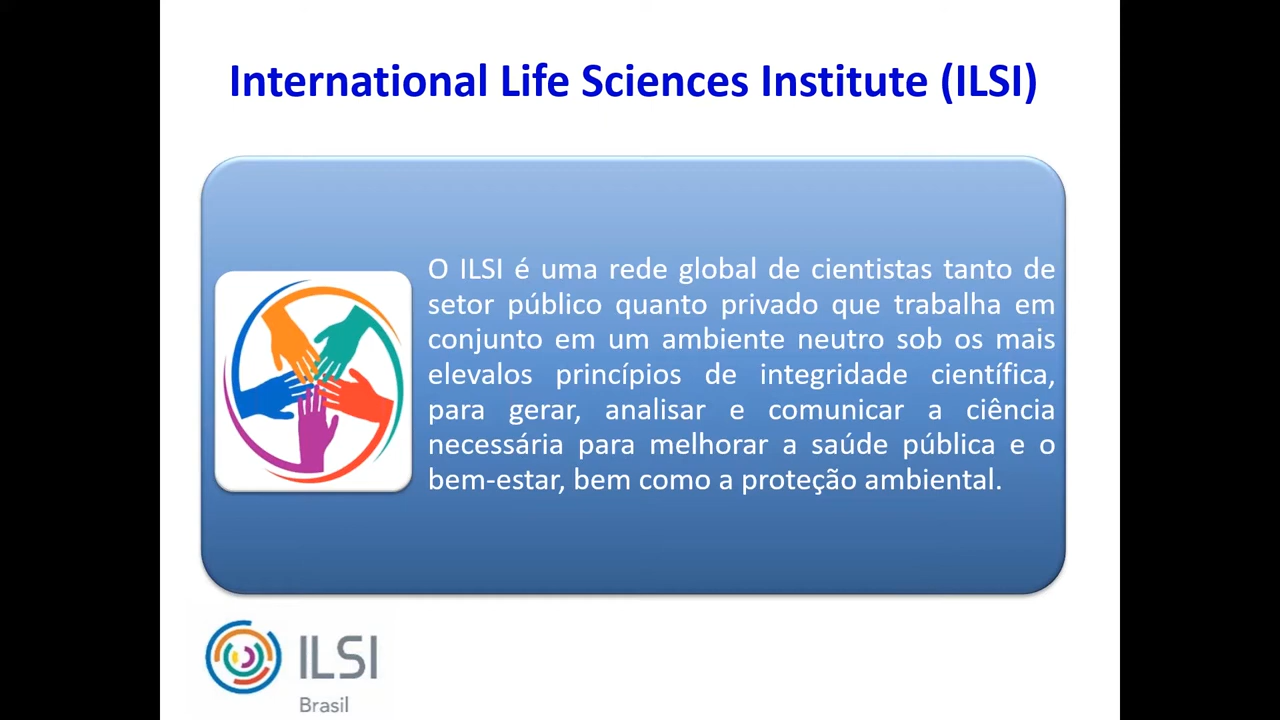 International Life Sciences Institute (ILSI)
O ILSI é uma rede global de cientistas tanto de
setor público quanto privado que trabalha em
conjunto em um ambiente neutro sob os mais
elevalos princípios de integridade científica,
para gerar, analisar e comunicar a ciência
necessária para melhorar a saúde pública e o
bem-estar, bem como a proteção ambiental.
ILSI
Brasil